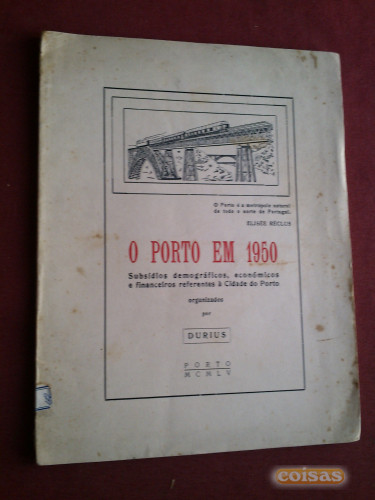 O Porto é a metrópole natural
de todo o norte de Portugal.
ELISÉE RÉCLUS
O PORTO EM 1950
Subsídios demográficos, económicos
e financeiros referentes à Cidade do Porto
organizados
por
DURIUS
PORTO
MCMLV
coisas